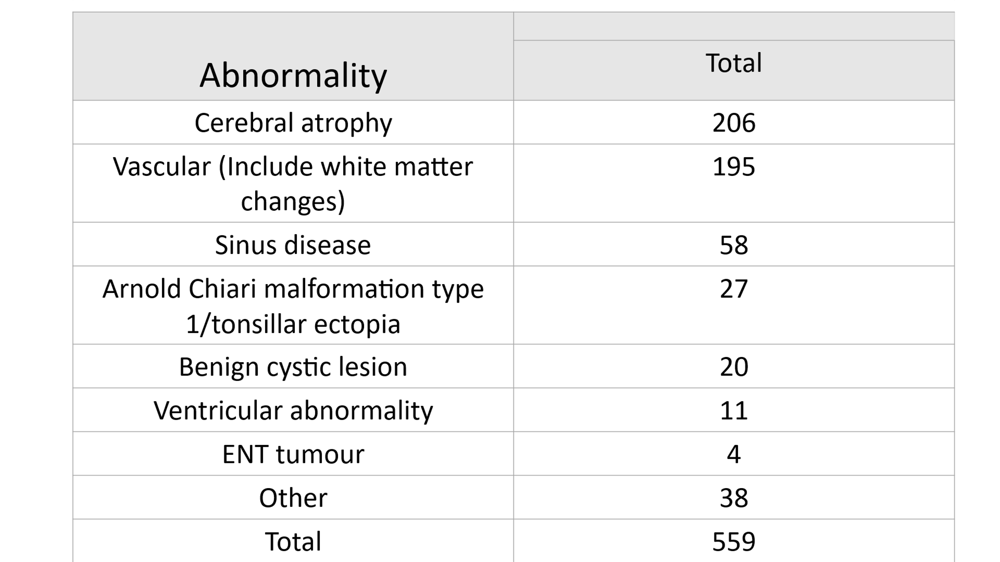 Abnormality
Total
Cerebral atrophy
206
Vascular (Include white matter
changes)
195
Sinus disease
58
Arnold Chiari malformation type
1/tonsillar ectopia
27
Benign cystic lesion
20
Ventricular abnormality
11
ENT tumour
4
Other
38
Total
559